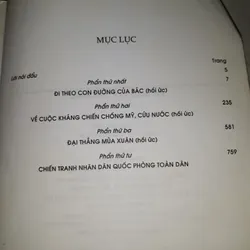 MỤC LỤC
Trang
Lời nói đầu 5
Phần thứ nhất 7
ĐI THEO CON ĐƯỜNG CỦA BÁC (hồi ức)
Phần thứ hai 235
VỀ CUỘC KHÁNG CHIẾN CHỐNG MỸ, CỨU NƯỚC (hồi ức)
Phần thứ ba 561
ĐẠI THẮNG MÙA XUÂN (hồi ức)
Phần thứ tư 759
CHIẾN TRANH NHÂN DÂN QUỐC PHÒNG TOÀN DÂN